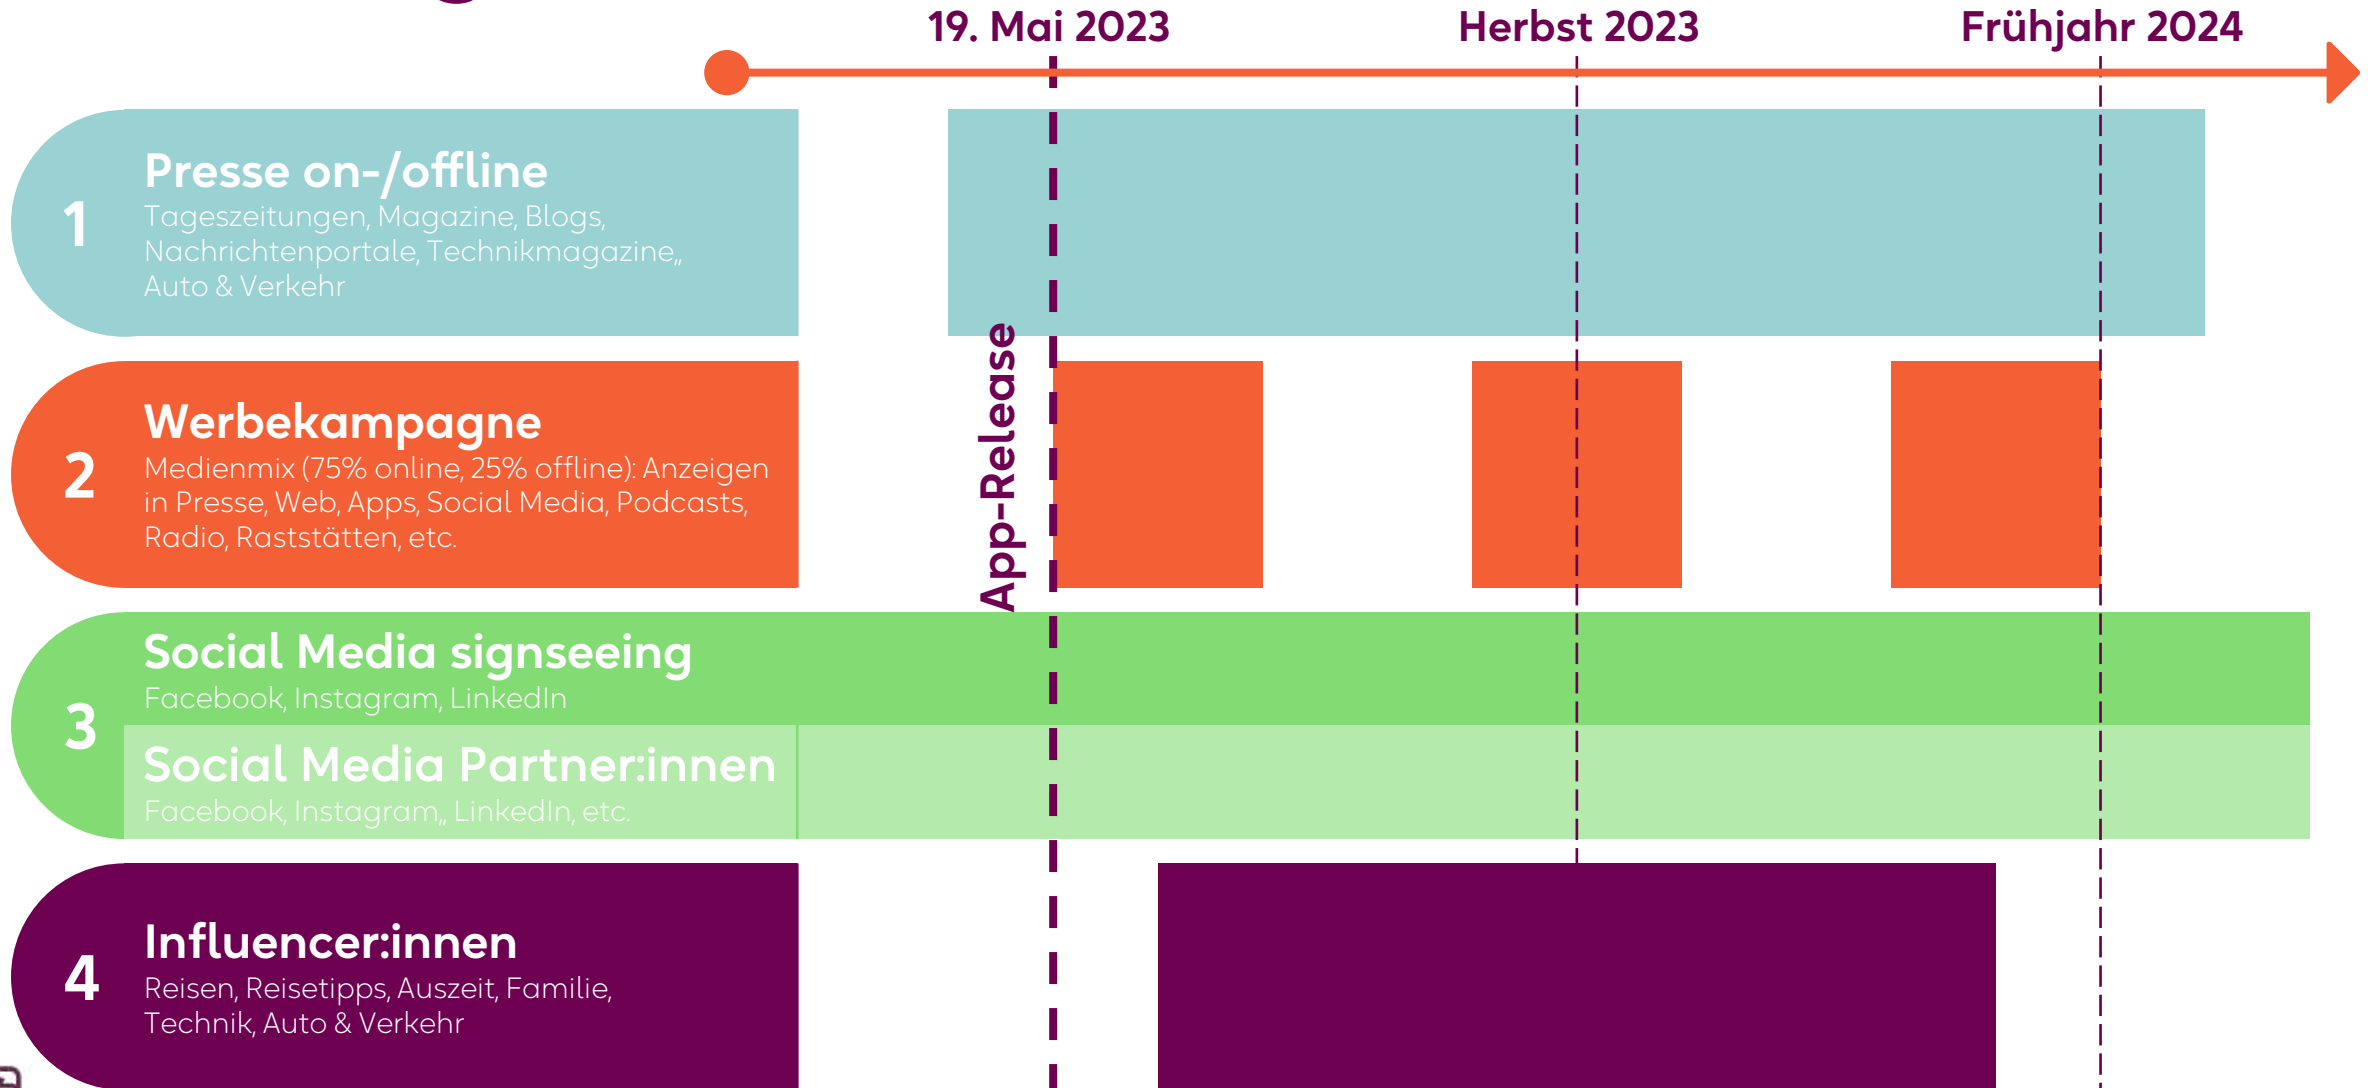 19. Mai 2023
Herbst 2023
Frühjahr 2024
1
Presse on-/offline
Tageszeitungen, Magazine, Blogs,
Nachrichtenportale, Technikmagazine,,
Auto & Verkehr
App-Release
2
Werbekampagne
Medienmix (75% online, 25% offline): Anzeigen
in Presse, Web, Apps, Social Media, Podcasts,
Radio, Raststätten, etc.
3
Social Media signseeing
Facebook, Instagram, LinkedIn
Social Media Partner:innen
Facebook, Instagram,, LinkedIn, etc.
4
Influencer:innen
Reisen, Reisetipps, Auszeit, Familie,
Technik, Auto & Verkehr